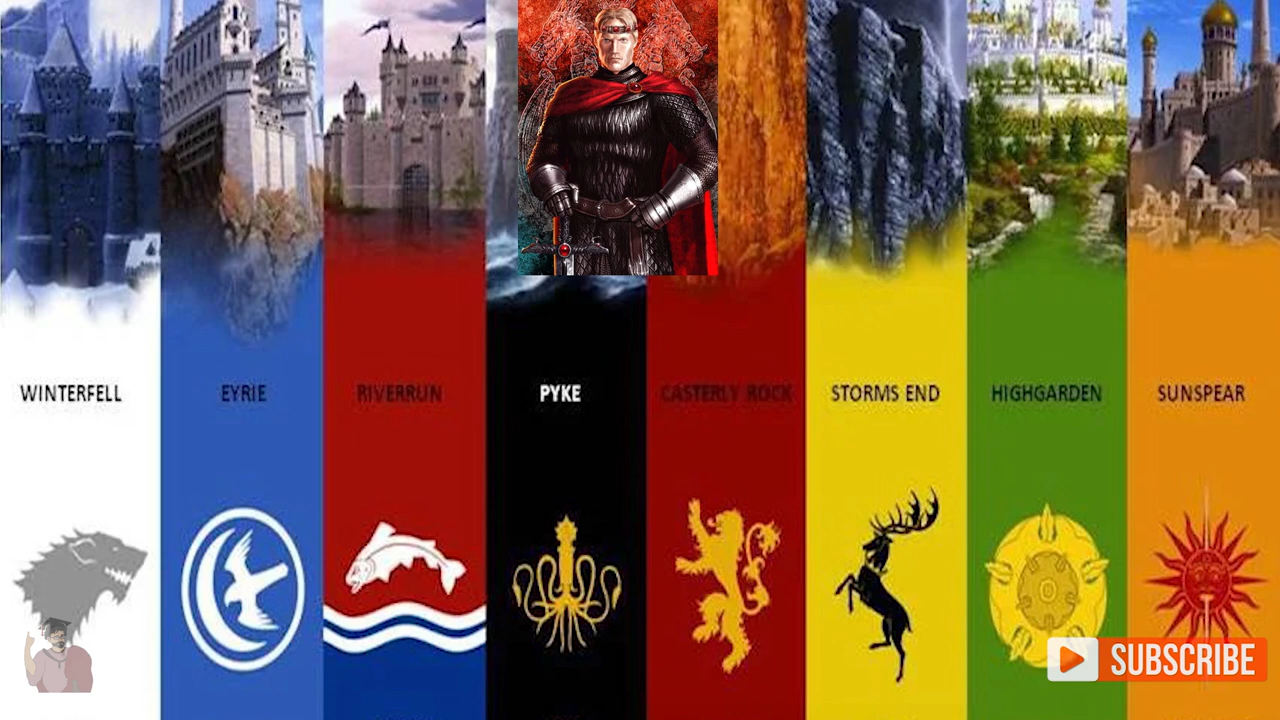 WINTERFELL
EYRIE
RIVERRUN
PYKE
CASTERLY ROCK
STORMS END
HIGHGARDEN
SUNSPEAR
SUBSCRIBE